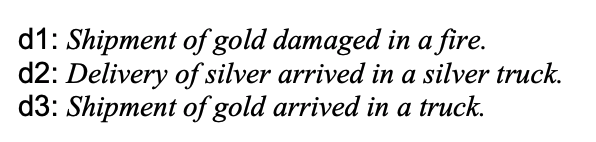 d1: Shipment of gold damaged in a fire.
d2: Delivery of silver arrived in a silver truck.
d3: Shipment of gold arrived in a truck.